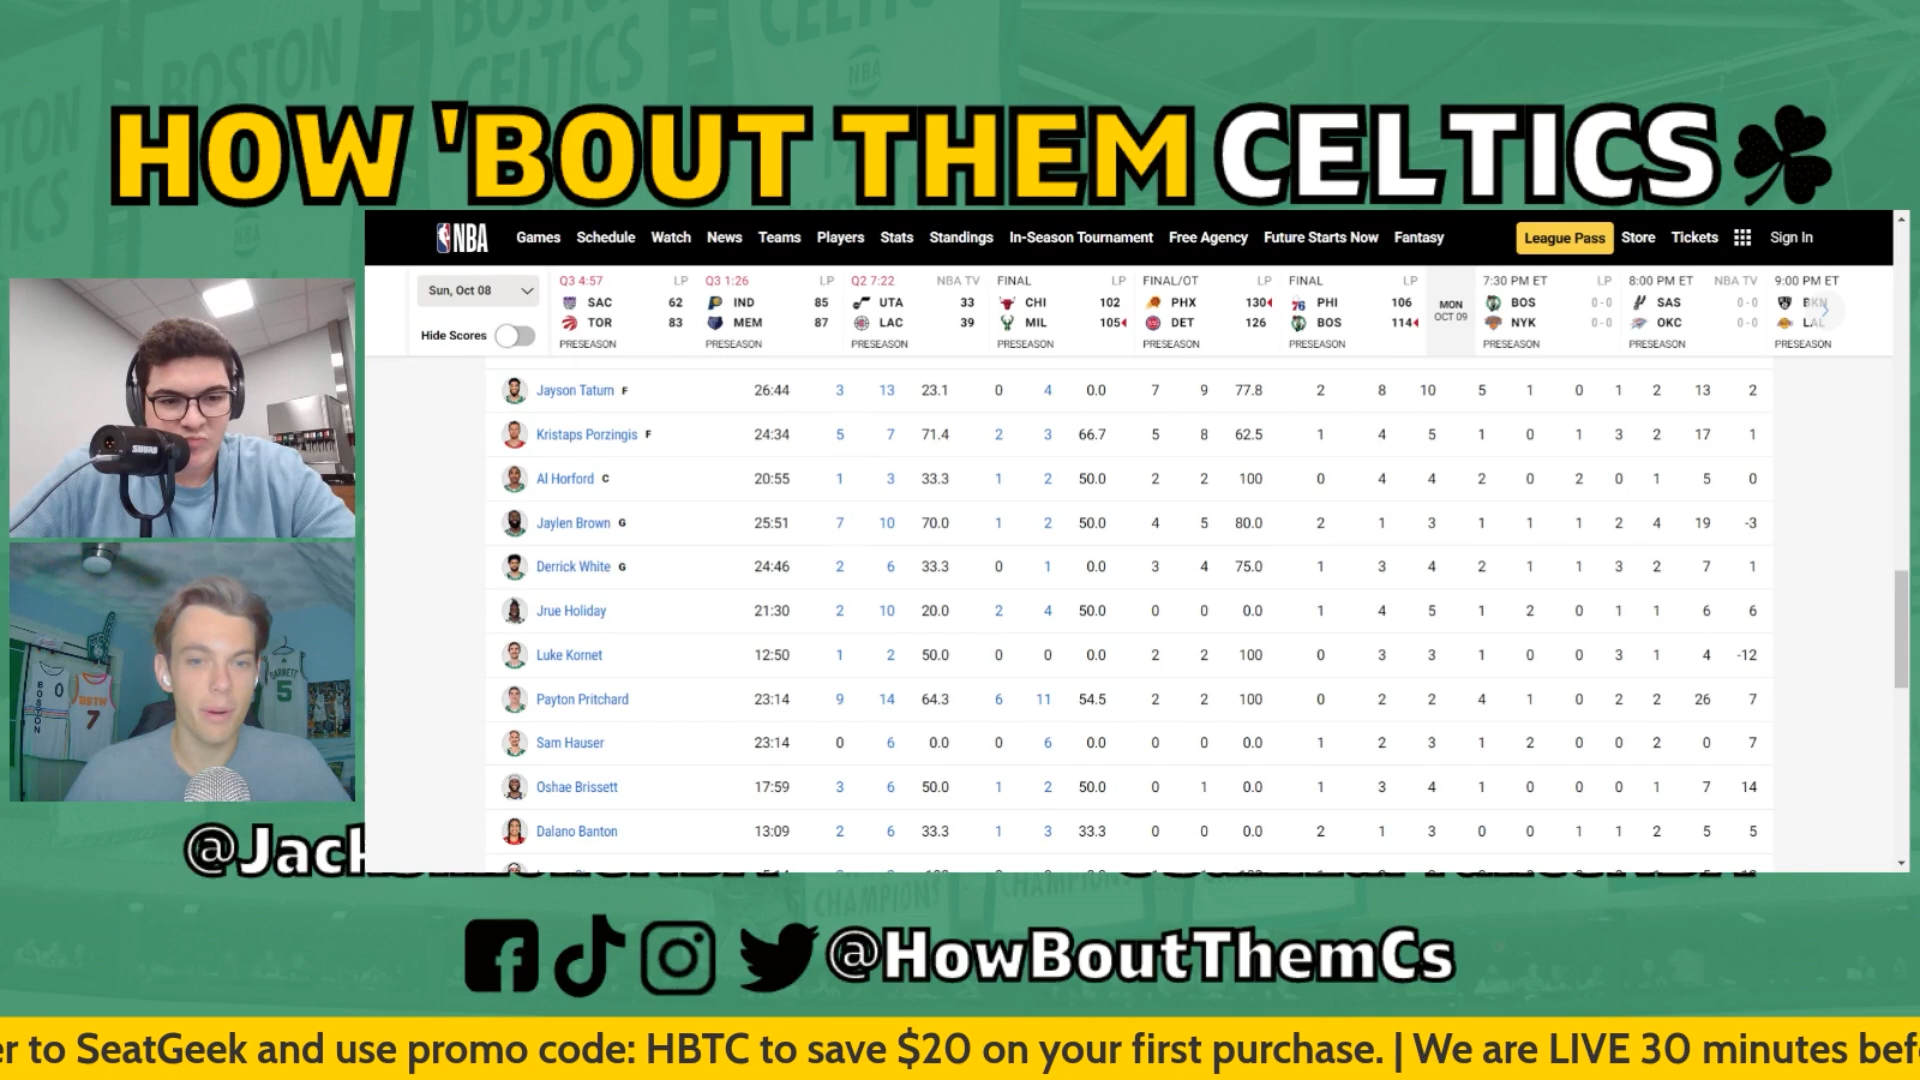 HOW 'BOUT THEM CELTICS
NBA Games Schedule Watch News Teams Players Stats Standings In-Season Tournament Free Agency Future Starts Now Fantasy League Pass Store Tickets Sign In
Sun, Oct 08
Hide Scores
Q3 4:57 LP
SAC 62
TOR 83
PRESEASON
Q3 1:26 LP
IND 85
MEM 87
PRESEASON
Q2 7:22 NBA TV
UTA 33
LAC 39
PRESEASON
FINAL LP
CHI 102
MIL 105
PRESEASON
FINAL/OT LP
PHX 130
DET 126
PRESEASON
FINAL LP
PHI 106
BOS 114
PRESEASON
MON
OCT 09
7:30 PM ET LP
BOS 0-0
NYK 0-0
PRESEASON
8:00 PM ET NBA TV
SAS 0-0
OKC 0-0
PRESEASON
9:00 PM ET
BKN
LAL
PRESEASON
Jayson Tatum F 26:44 3 13 23.1 0 4 0.0 7 9 77.8 2 8 10 5 1 0 1 2 13 2
Kristaps Porzingis F 24:34 5 7 71.4 2 3 66.7 5 8 62.5 1 4 5 1 0 1 3 2 17 1
Al Horford C 20:55 1 3 33.3 1 2 50.0 2 2 100 0 4 4 2 0 2 0 1 5 0
Jaylen Brown G 25:51 7 10 70.0 1 2 50.0 4 5 80.0 2 1 3 1 1 1 2 4 19 -3
Derrick White G 24:46 2 6 33.3 0 1 0.0 3 4 75.0 1 3 4 2 1 1 3 2 7 1
Jrue Holiday 21:30 2 10 20.0 2 4 50.0 0 0 0.0 1 4 5 1 2 0 1 1 6 6
Luke Kornet 12:50 1 2 50.0 0 0 0.0 2 2 100 0 3 3 1 0 0 3 1 4 -12
Payton Pritchard 23:14 9 14 64.3 6 11 54.5 2 2 100 0 2 2 4 1 0 2 2 26 7
Sam Hauser 23:14 0 6 0.0 0 6 0.0 0 0 0.0 1 2 3 1 2 0 0 2 0 7
Oshae Brissett 17:59 3 6 50.0 1 2 50.0 0 1 0.0 1 3 4 1 0 0 0 1 7 14
Dalano Banton 13:09 2 6 33.3 1 3 33.3 0 0 0.0 2 1 3 0 0 1 1 2 5 5
@Jack
@HowBoutThemCs
er to SeatGeek and use promo code: HBTC to save $20 on your first purchase. | We are LIVE 30 minutes bef